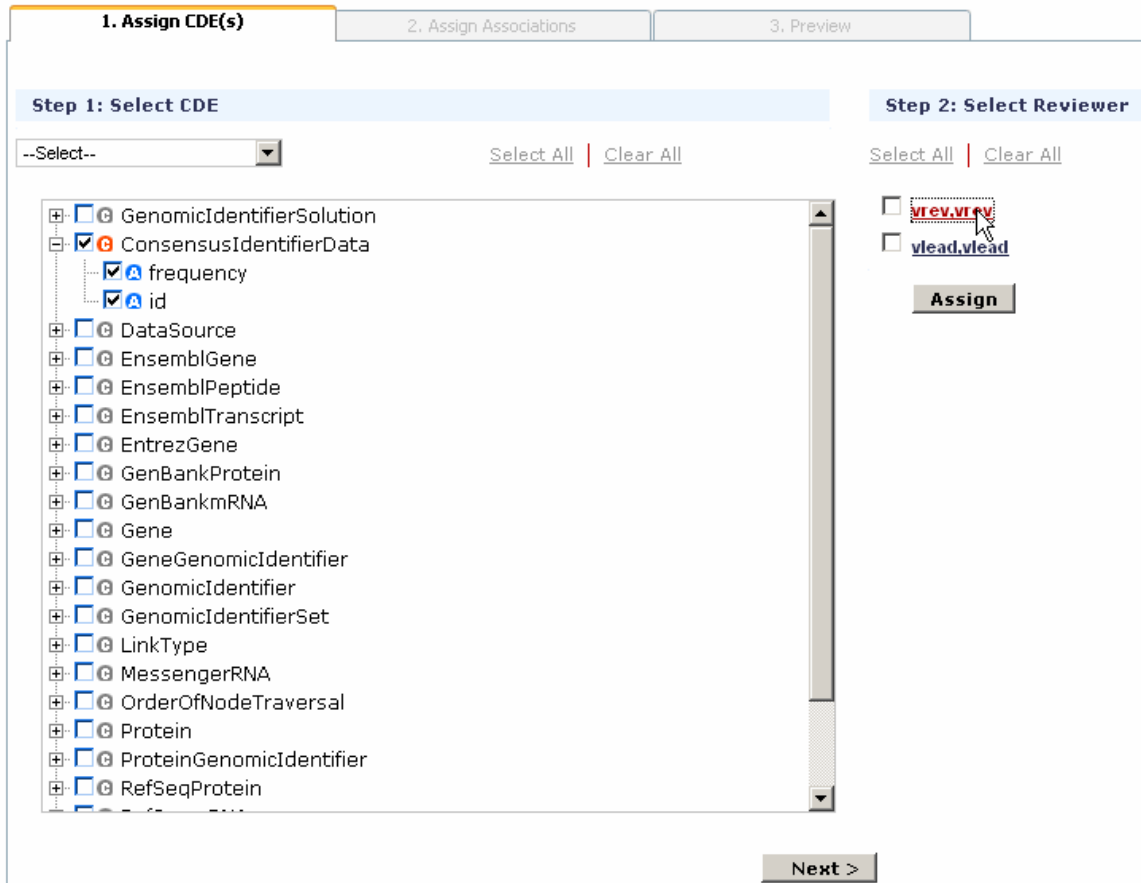 1. Assign CDE(s)
2. Assign Associations
3. Preview
Step 1: Select CDE
Step 2: Select Reviewer
--Select--
Select All | Clear All
Select All | Clear All
C GenomicIdentifierSolution
C ConsensusIdentifierData
A frequency
A id
C DataSource
C EnsemblGene
C EnsemblPeptide
C EnsemblTranscript
C EntrezGene
C GenBankProtein
C GenBankmRNA
C Gene
C GeneGenomicIdentifier
C GenomicIdentifier
C GenomicIdentifierSet
C LinkType
C MessengerRNA
C OrderOfNodeTraversal
C Protein
C ProteinGenomicIdentifier
C RefSeqProtein
vrev,vrev
vlead,vlead
Assign
Next >